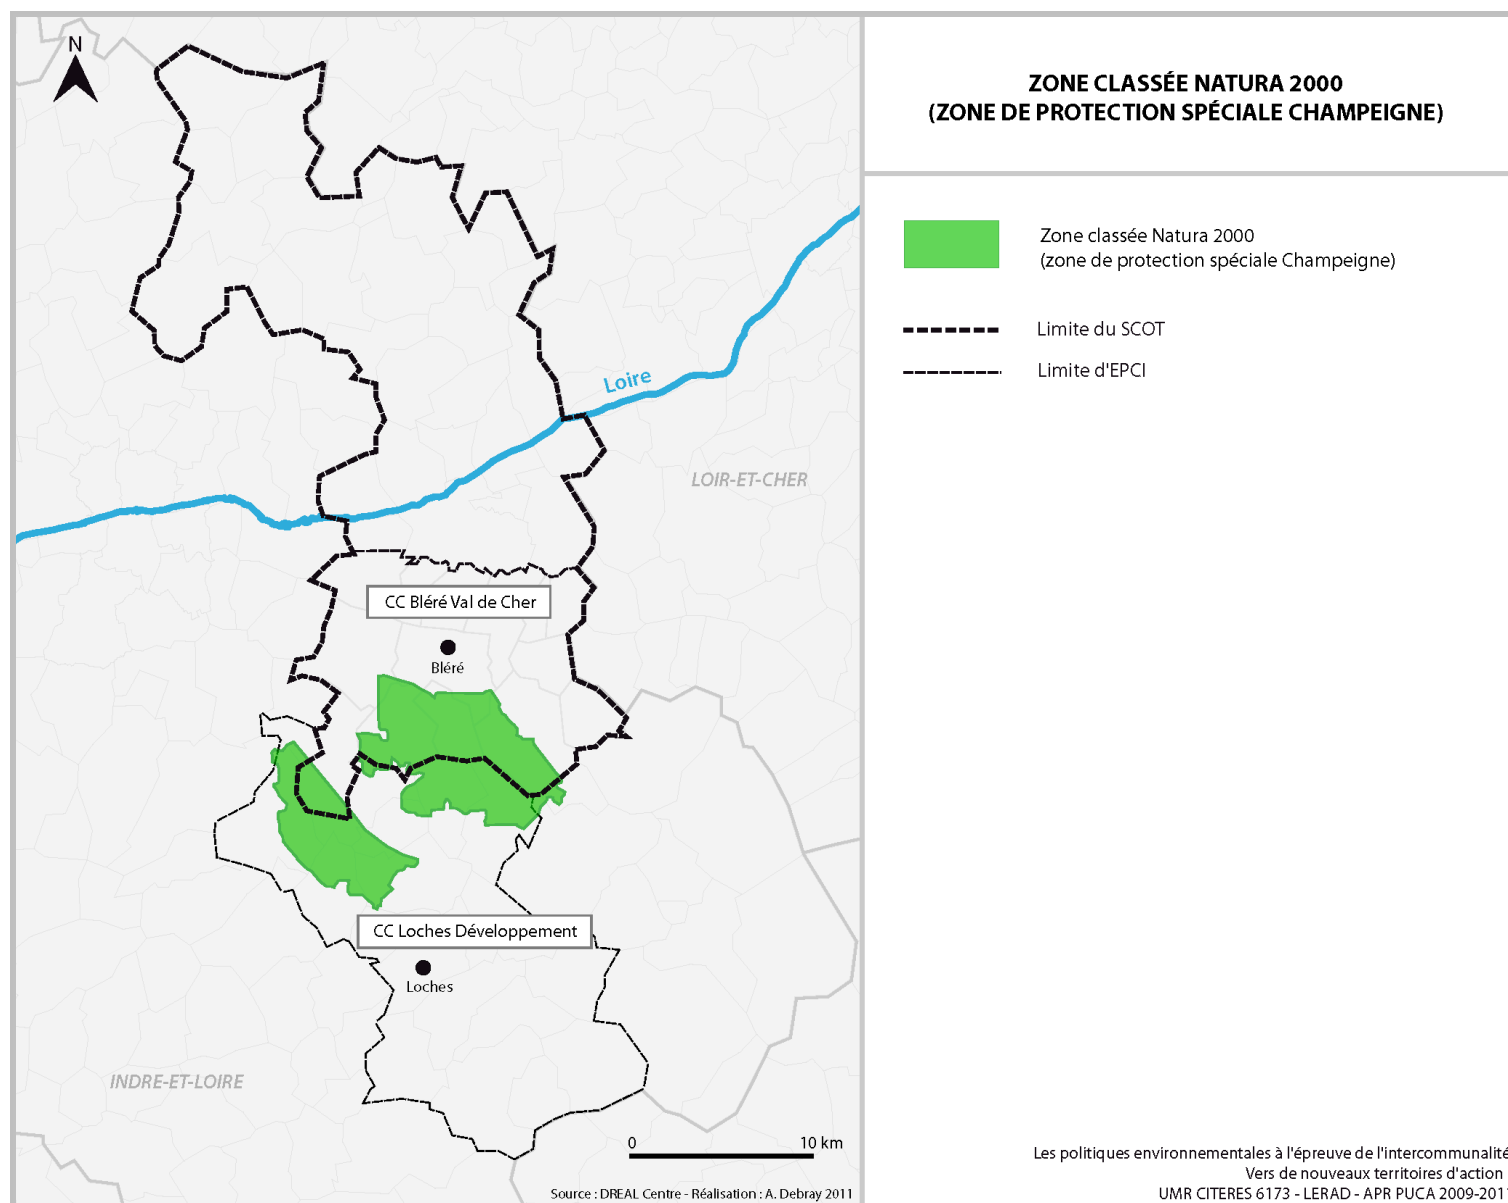 ZONE CLASSÉE NATURA 2000
(ZONE DE PROTECTION SPÉCIALE CHAMPEIGNE)
Zone classée Natura 2000
(zone de protection spéciale Champeigne)
Limite du SCOT
Limite d'EPCI
N
Loire
LOIR-ET-CHER
CC Bléré Val de Cher
Bléré
CC Loches Développement
Loches
INDRE-ET-LOIRE
0 10 km
Source : DREAL Centre - Réalisation : A. Debray 2011
Les politiques environnementales à l'épreuve de l'intercommunalité
Vers de nouveaux territoires d'action
UMR CITERES 6173 - LERAD - APR PUCA 2009-201